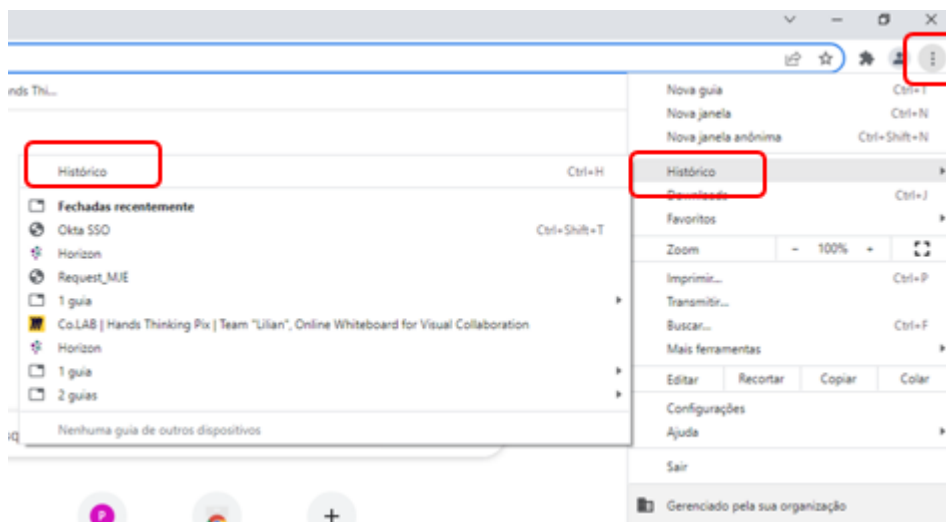 nds Thi...
Nova guia Ctrl+T
Nova janela Ctrl+N
Nova janela anônima Ctrl+Shift+N
Histórico
Downloads Ctrl+J
Favoritos
Zoom - 100% +
Imprimir... Ctrl+P
Transmitir...
Buscar... Ctrl+F
Mais ferramentas
Editar Recortar Copiar Colar
Configurações
Ajuda
Sair
Gerenciado pela sua organização
Histórico Ctrl+H
Fechadas recentemente
Okta SSO Ctrl+Shift+T
Horizon
Request_MJE
1 guia
Co.LAB | Hands Thinking Pix | Team "Lilian", Online Whiteboard for Visual Collaboration
Horizon
1 guia
2 guias
Nenhuma guia de outros dispositivos
sq
P